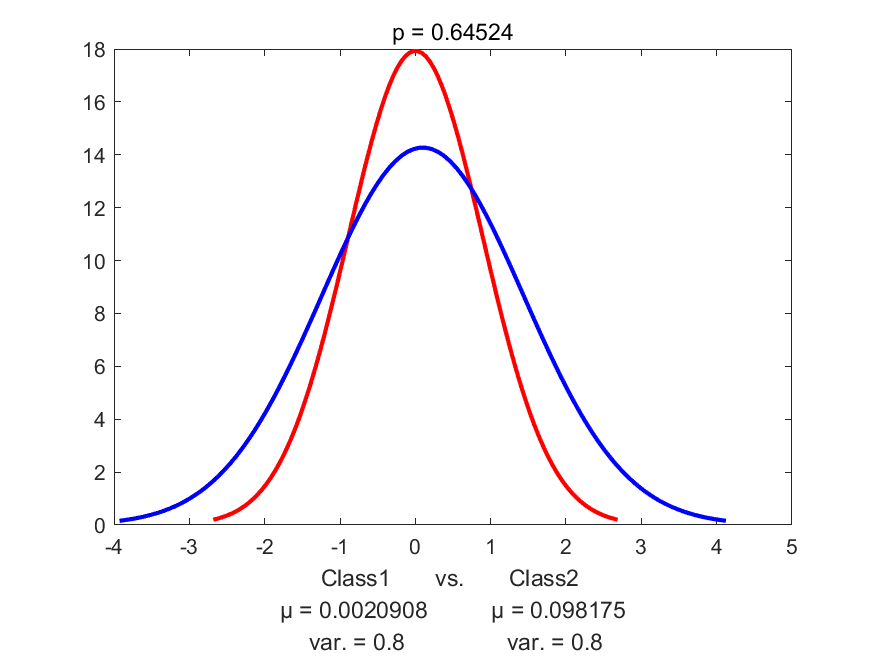 p = 0.64524
18
16
14
12
10
8
6
4
2
0
-4 -3 -2 -1 0 1 2 3 4 5
Class1 vs. Class2
μ = 0.0020908 μ = 0.098175
var. = 0.8 var. = 0.8